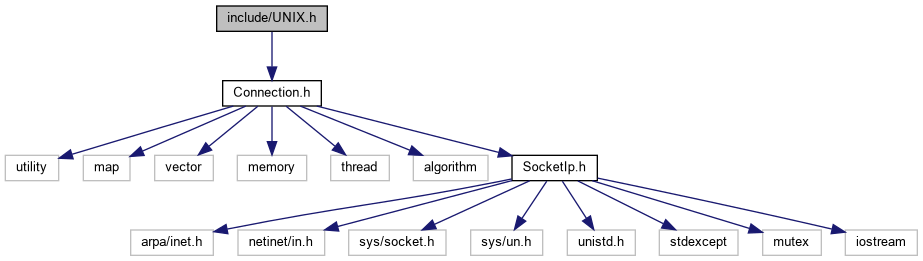 include/UNIX.h
Connection.h
utility
map
vector
memory
thread
algorithm
SocketIp.h
arpa/inet.h
netinet/in.h
sys/socket.h
sys/un.h
unistd.h
stdexcept
mutex
iostream